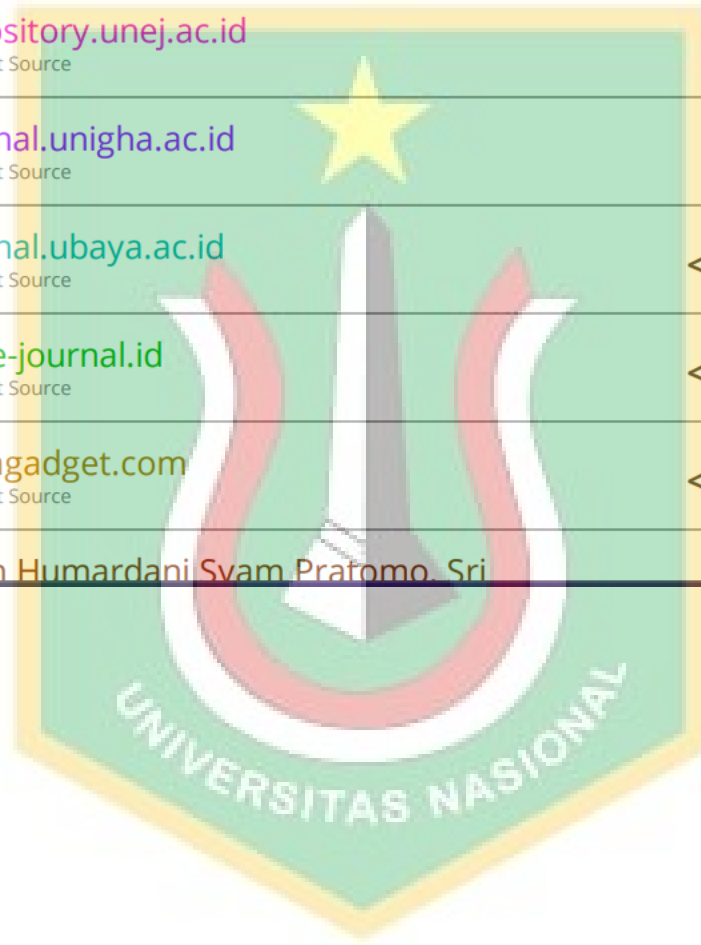 sitory.unej.ac.id
t Source
nal.unigha.ac.id
t Source
nal.ubaya.ac.id
t Source
<
e-journal.id
t Source
<
gadget.com
t Source
<
n Humardani Syam Pratomo, Sri
UNIVERSITAS NASIONAL